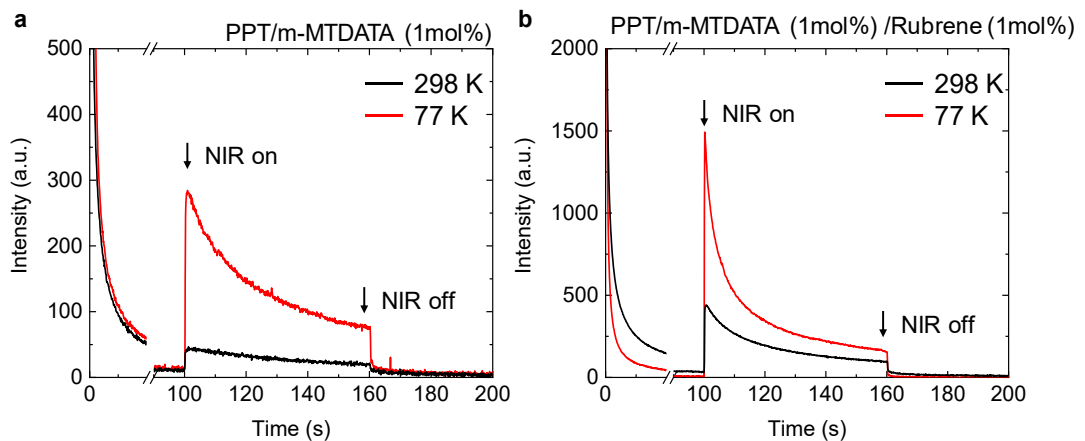 a
PPT/m-MTDATA (1mol%)
500
400
300
200
100
0
Intensity (a.u.)
298 K
77 K
NIR on
NIR off
0
100
120
140
160
180
200
Time (s)
b
PPT/m-MTDATA (1mol%) /Rubrene (1mol%)
2000
1500
1000
500
0
Intensity (a.u.)
298 K
77 K
NIR on
NIR off
0
100
120
140
160
180
200
Time (s)